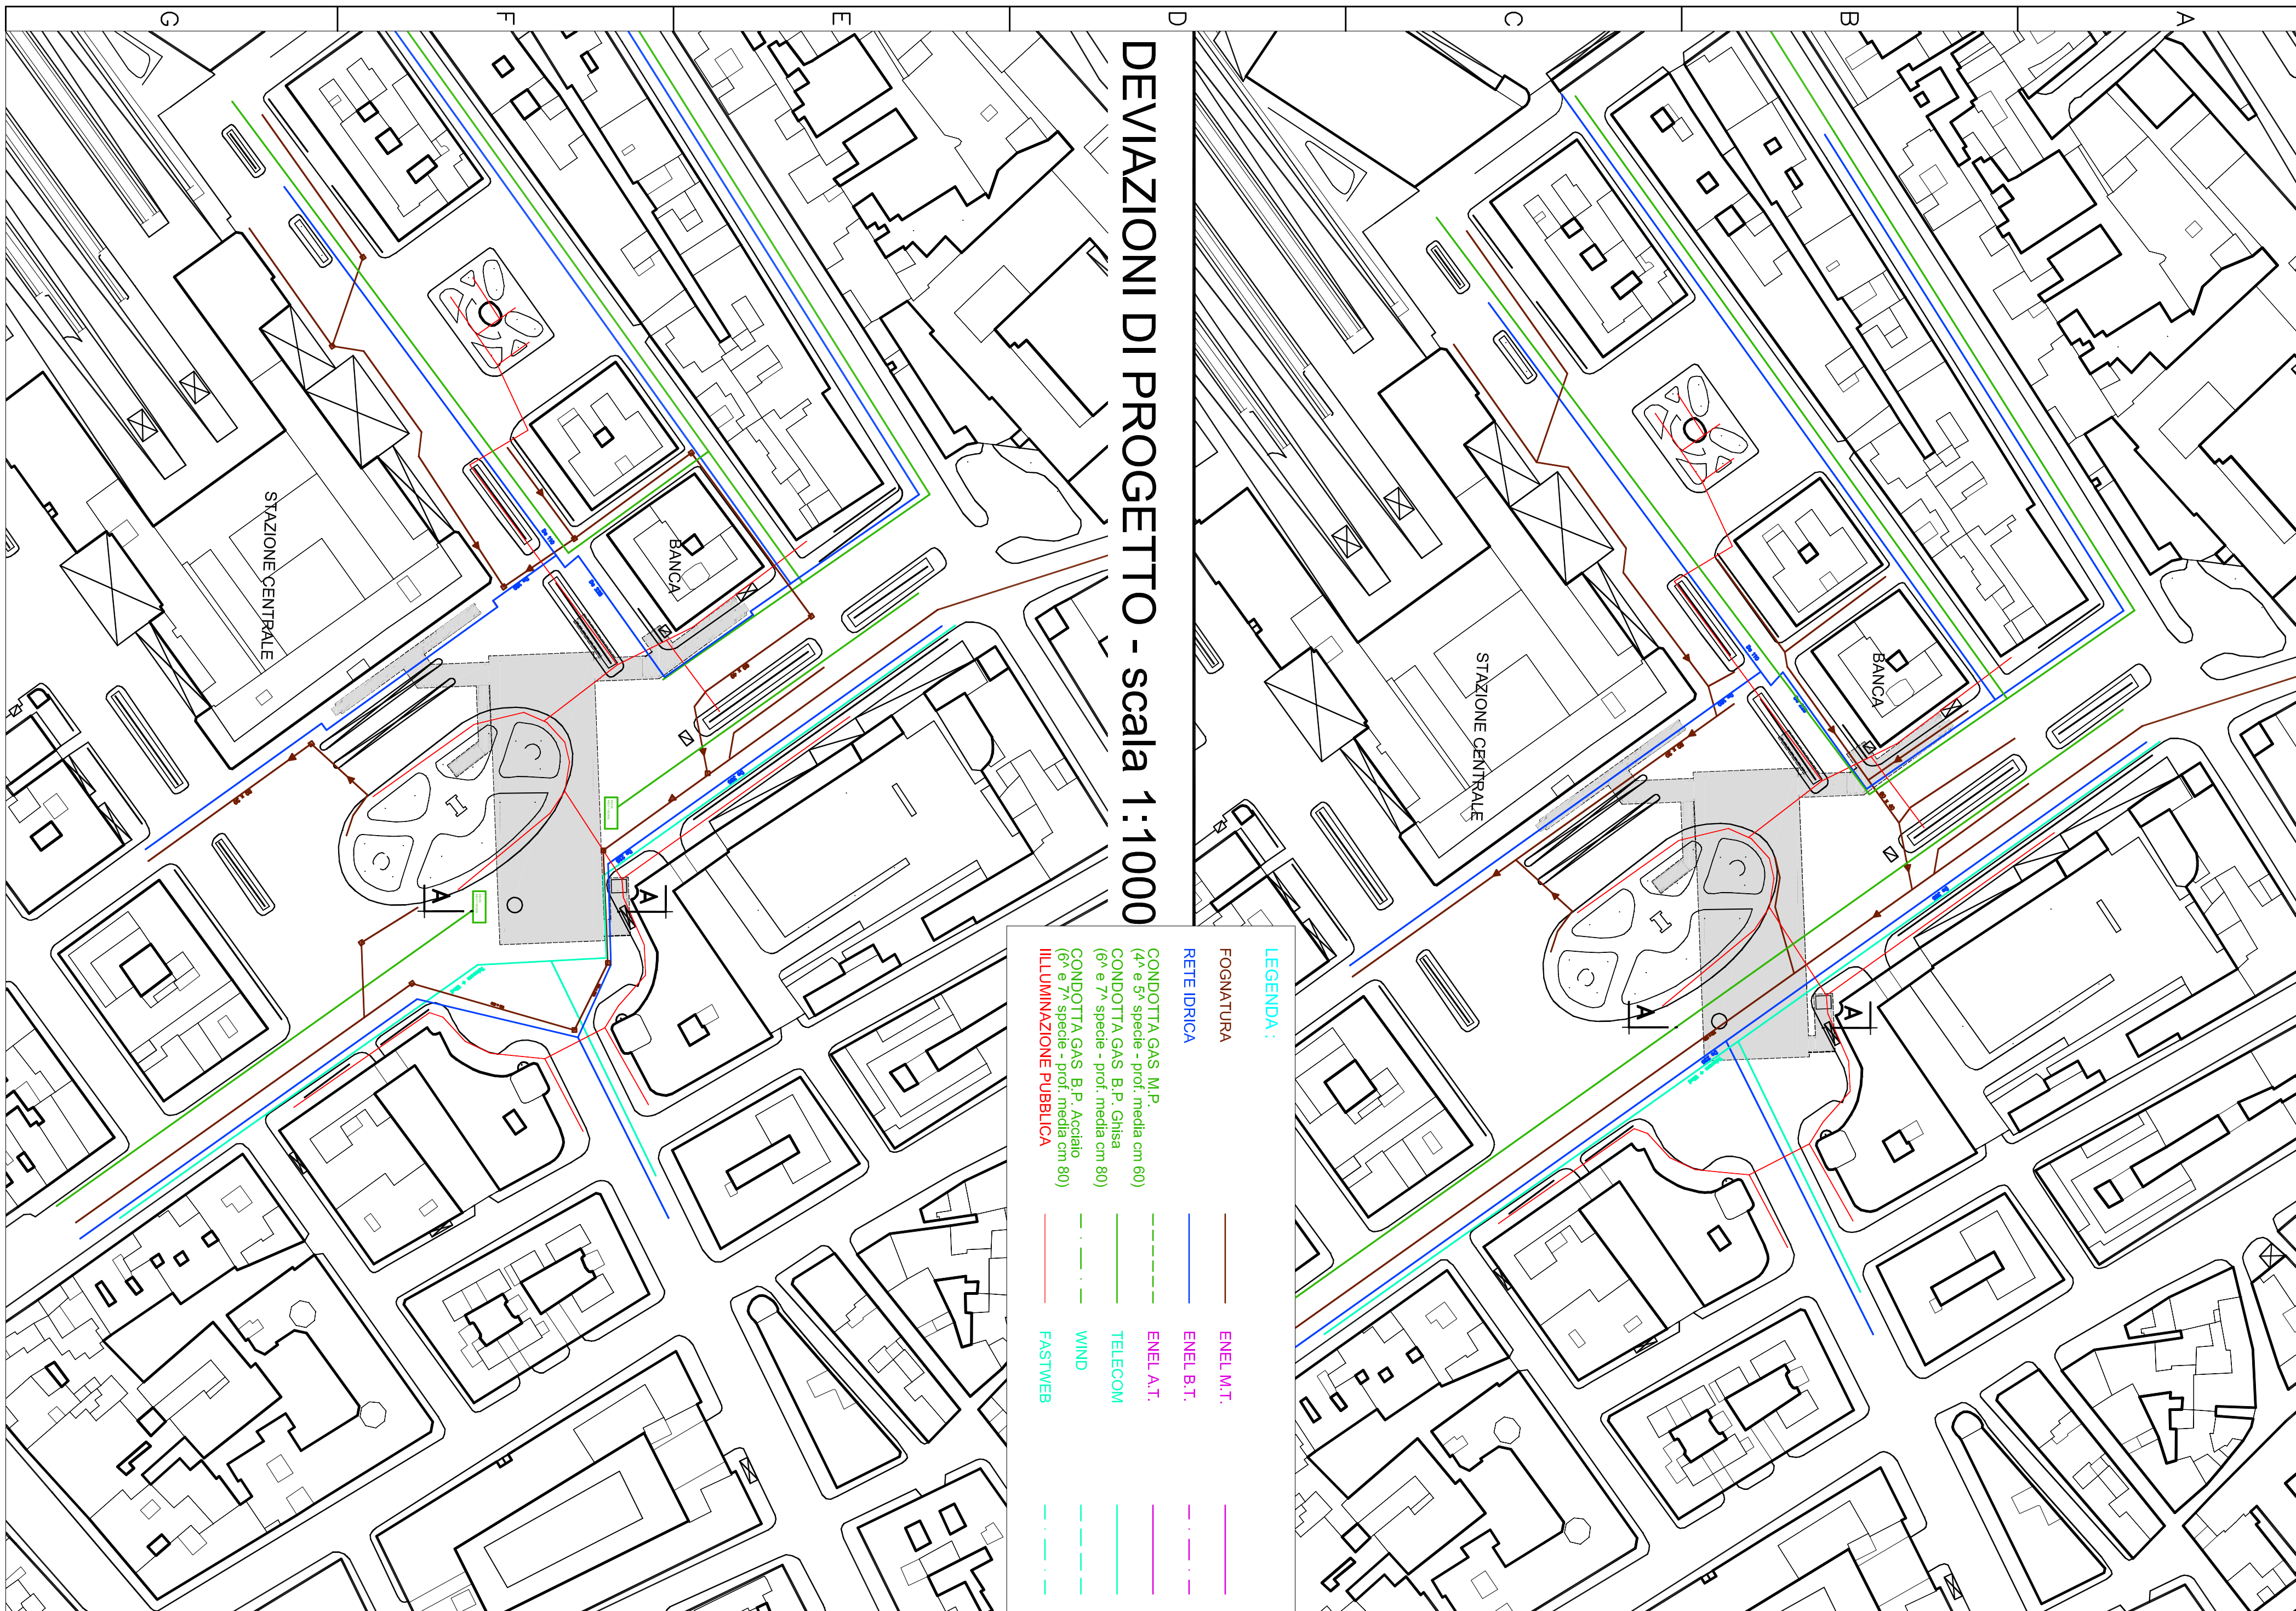 G
F
E
D
C
B
A
DEVIAZIONI DI PROGETTO - scala 1:1000
STAZIONE CENTRALE
BANCA
A
A
STAZIONE CENTRALE
BANCA
A
A
LEGENDA :
FOGNATURA
RETE IDRICA
CONDOTTA GAS M.P.
(4^ e 5^ specie - prof. media cm 60)
CONDOTTA GAS B.P. Ghisa
(6^ e 7^ specie - prof. media cm 80)
CONDOTTA GAS B.P. Acciaio
(6^ e 7^ specie - prof. media cm 80)
IILLUMINAZIONE PUBBLICA
ENEL M.T.
ENEL B.T.
ENEL A.T.
TELECOM
WIND
FASTWEB